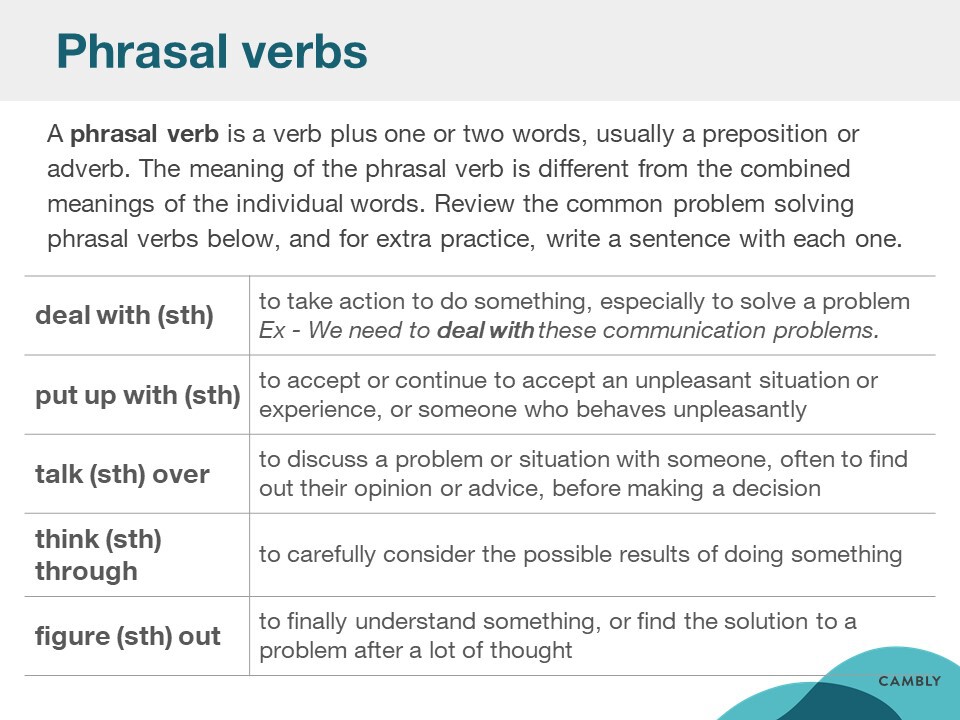 Phrasal verbs
A phrasal verb is a verb plus one or two words, usually a preposition or
adverb. The meaning of the phrasal verb is different from the combined
meanings of the individual words. Review the common problem solving
phrasal verbs below, and for extra practice, write a sentence with each one.
deal with (sth)
to take action to do something, especially to solve a problem
Ex - We need to deal with these communication problems.
put up with (sth)
to accept or continue to accept an unpleasant situation or
experience, or someone who behaves unpleasantly
talk (sth) over
to discuss a problem or situation with someone, often to find
out their opinion or advice, before making a decision
think (sth)
through
to carefully consider the possible results of doing something
figure (sth) out
to finally understand something, or find the solution to a
problem after a lot of thought
CAMBLY